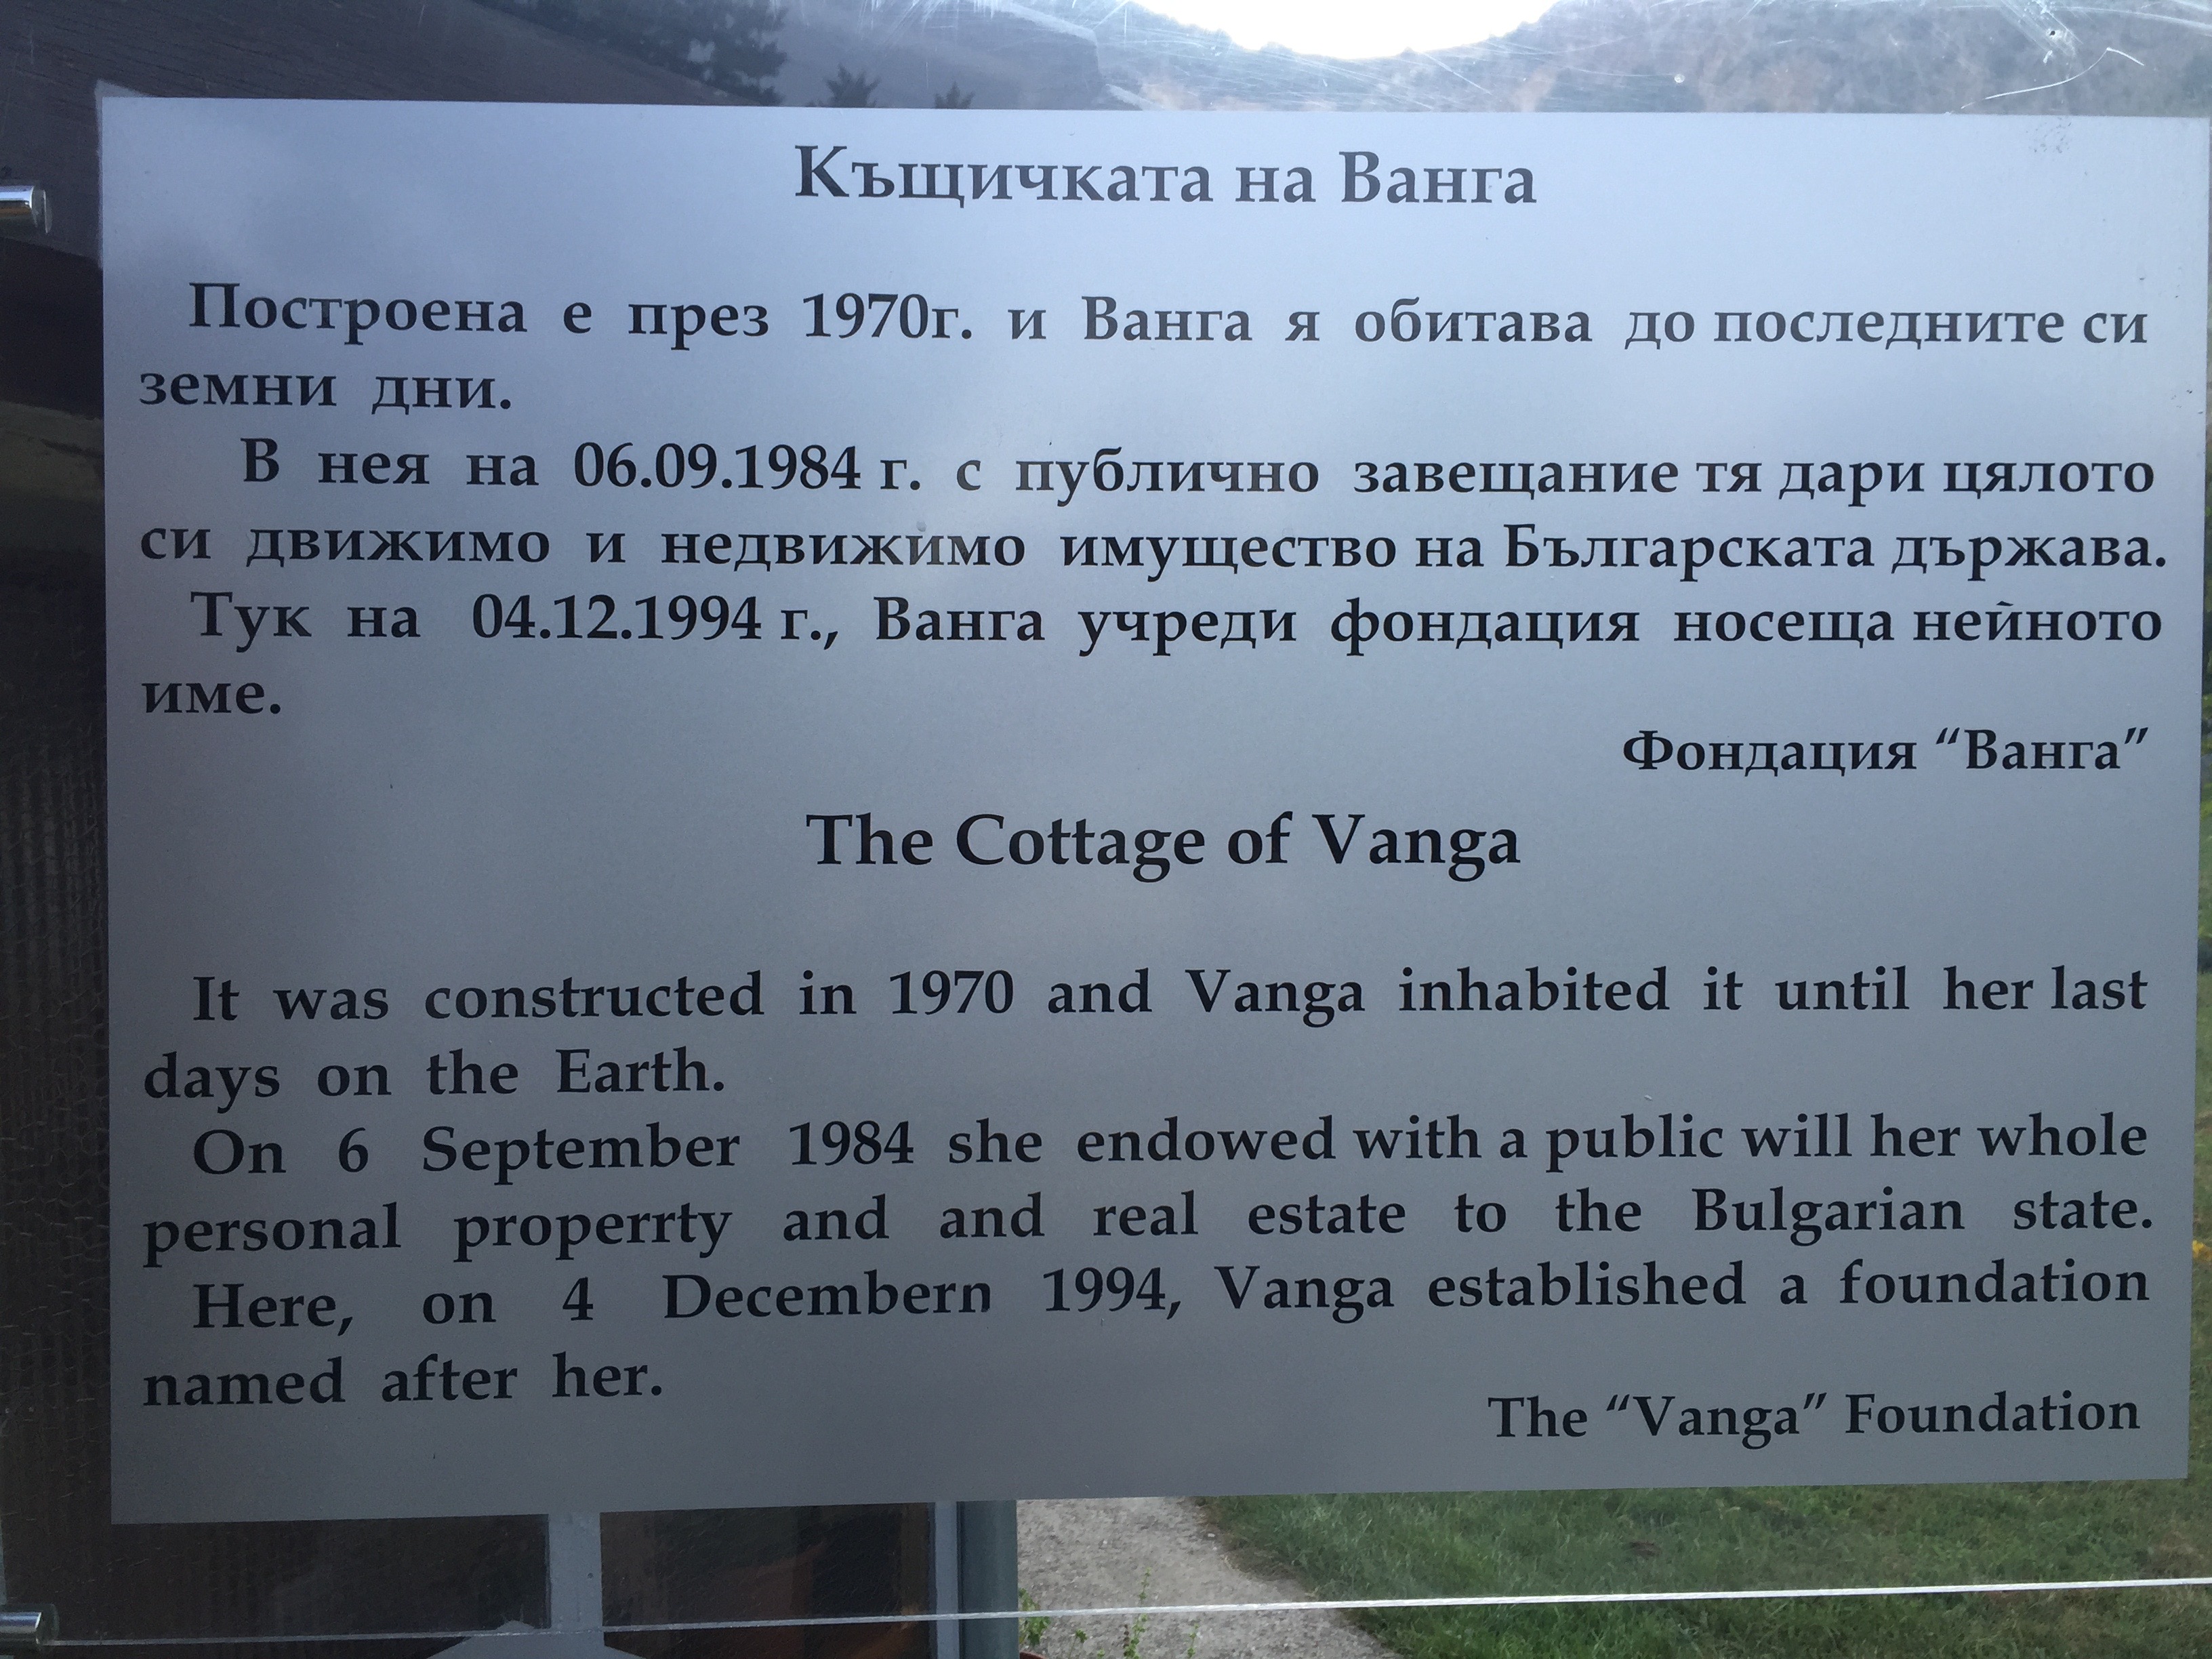 Къщичката на Ванга
Построена е през 1970г. и Ванга я обитава до последните си
земни дни.
В нея на 06.09.1984 г. с публично завещание тя дари цялото
си движимо и недвижимо имущество на Българската държава.
Тук на 04.12.1994 г., Ванга учреди фондация носеща нейното
име.
Фондация “Ванга”
The Cottage of Vanga
It was constructed in 1970 and Vanga inhabited it until her last
days on the Earth.
On 6 September 1984 she endowed with a public will her whole
personal properrty and and real estate to the Bulgarian state.
Here, on 4 Decembern 1994, Vanga established a foundation
named after her.
The “Vanga” Foundation